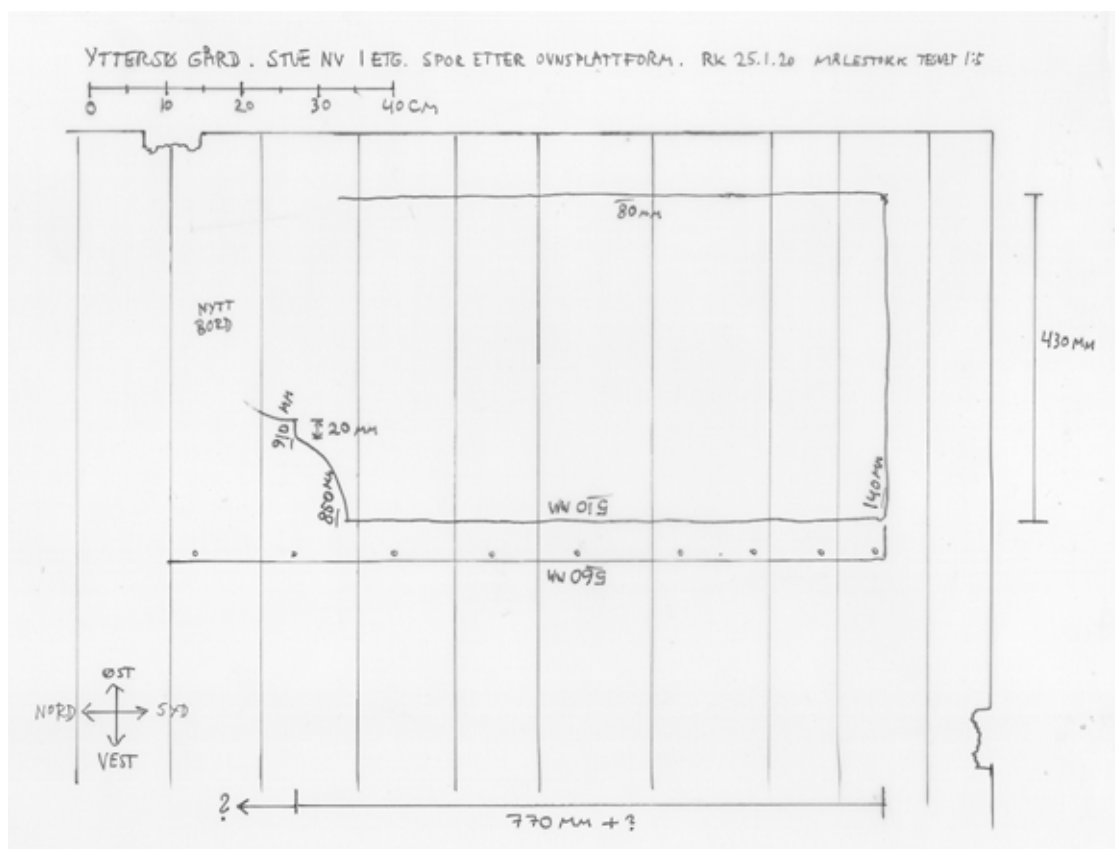 YTTERSØ GÅRD. STUE NV 1 ETG. SPOR ETTER OVNSPLATTFORM. RK 25.1.20 MÅLESTOKK TEGNET 1:5
0 10 20 30 40 CM
80 MM
NYTT
BORD
430 MM
910 MM
20 MM
880 MM
140 MM
510 MM
560 MM
ØST
NORD SYD
VEST
? 770 MM + ?